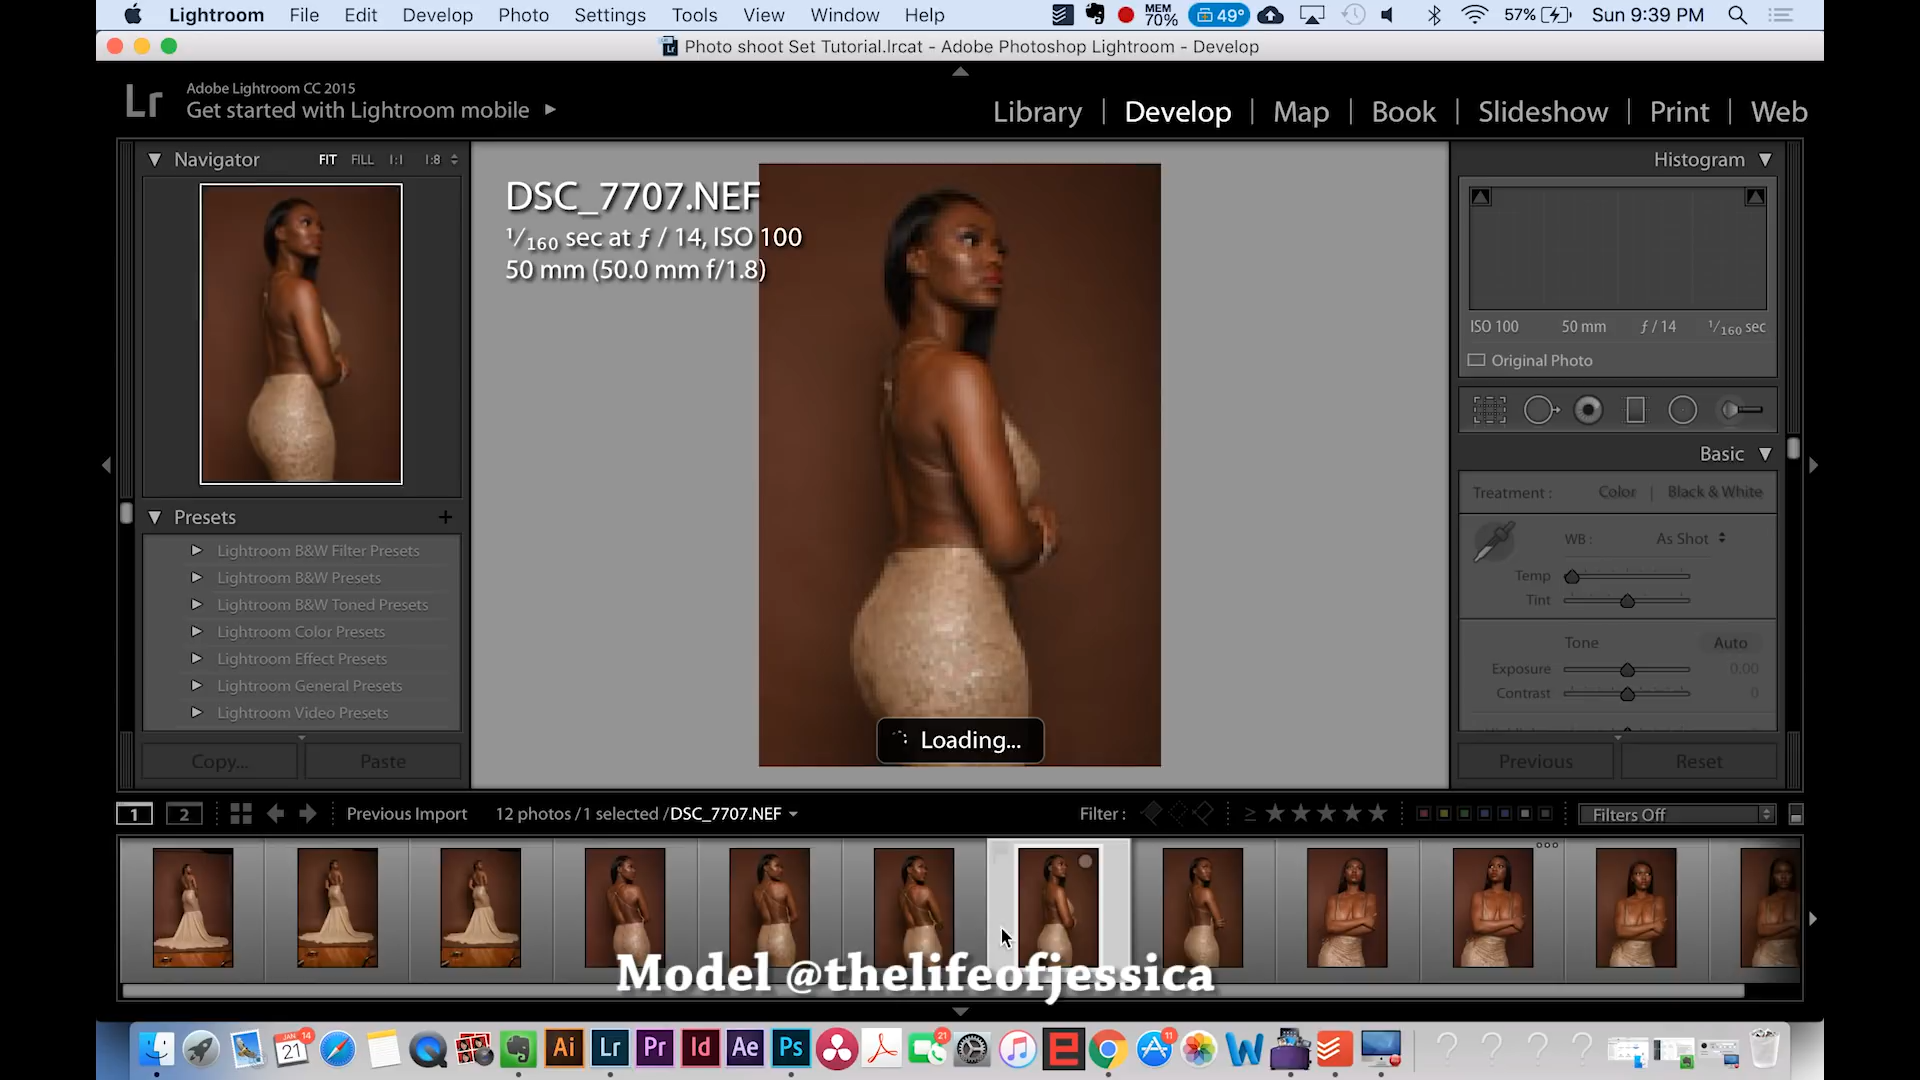 Lightroom File Edit Develop Photo Settings Tools View Window Help MEM 70% 49° 57% Sun 9:39 PM
Photo shoot Set Tutorial.lrcat - Adobe Photoshop Lightroom - Develop
Lr Adobe Lightroom CC 2015
Get started with Lightroom mobile
Library | Develop | Map | Book | Slideshow | Print | Web
Navigator FIT FILL 1:1 1:8
Histogram
DSC_7707.NEF
1/160 sec at ƒ / 14, ISO 100
50 mm (50.0 mm f/1.8)
ISO 100 50 mm ƒ / 14 1/160 sec
Original Photo
Basic
Treatment : Color | Black & White
WB : As Shot
Temp
Tint
Tone Auto
Exposure 0.00
Contrast 0
Presets +
Lightroom B&W Filter Presets
Lightroom B&W Presets
Lightroom B&W Toned Presets
Lightroom Color Presets
Lightroom Effect Presets
Lightroom General Presets
Lightroom Video Presets
Loading...
Copy... Paste
Previous Reset
1 2 Previous Import 12 photos / 1 selected / DSC_7707.NEF Filter : ≥ Filters Off
Model @thelifeofjessica
JAN 21 14 Ai Lr Pr Id Ae Ps 21 11